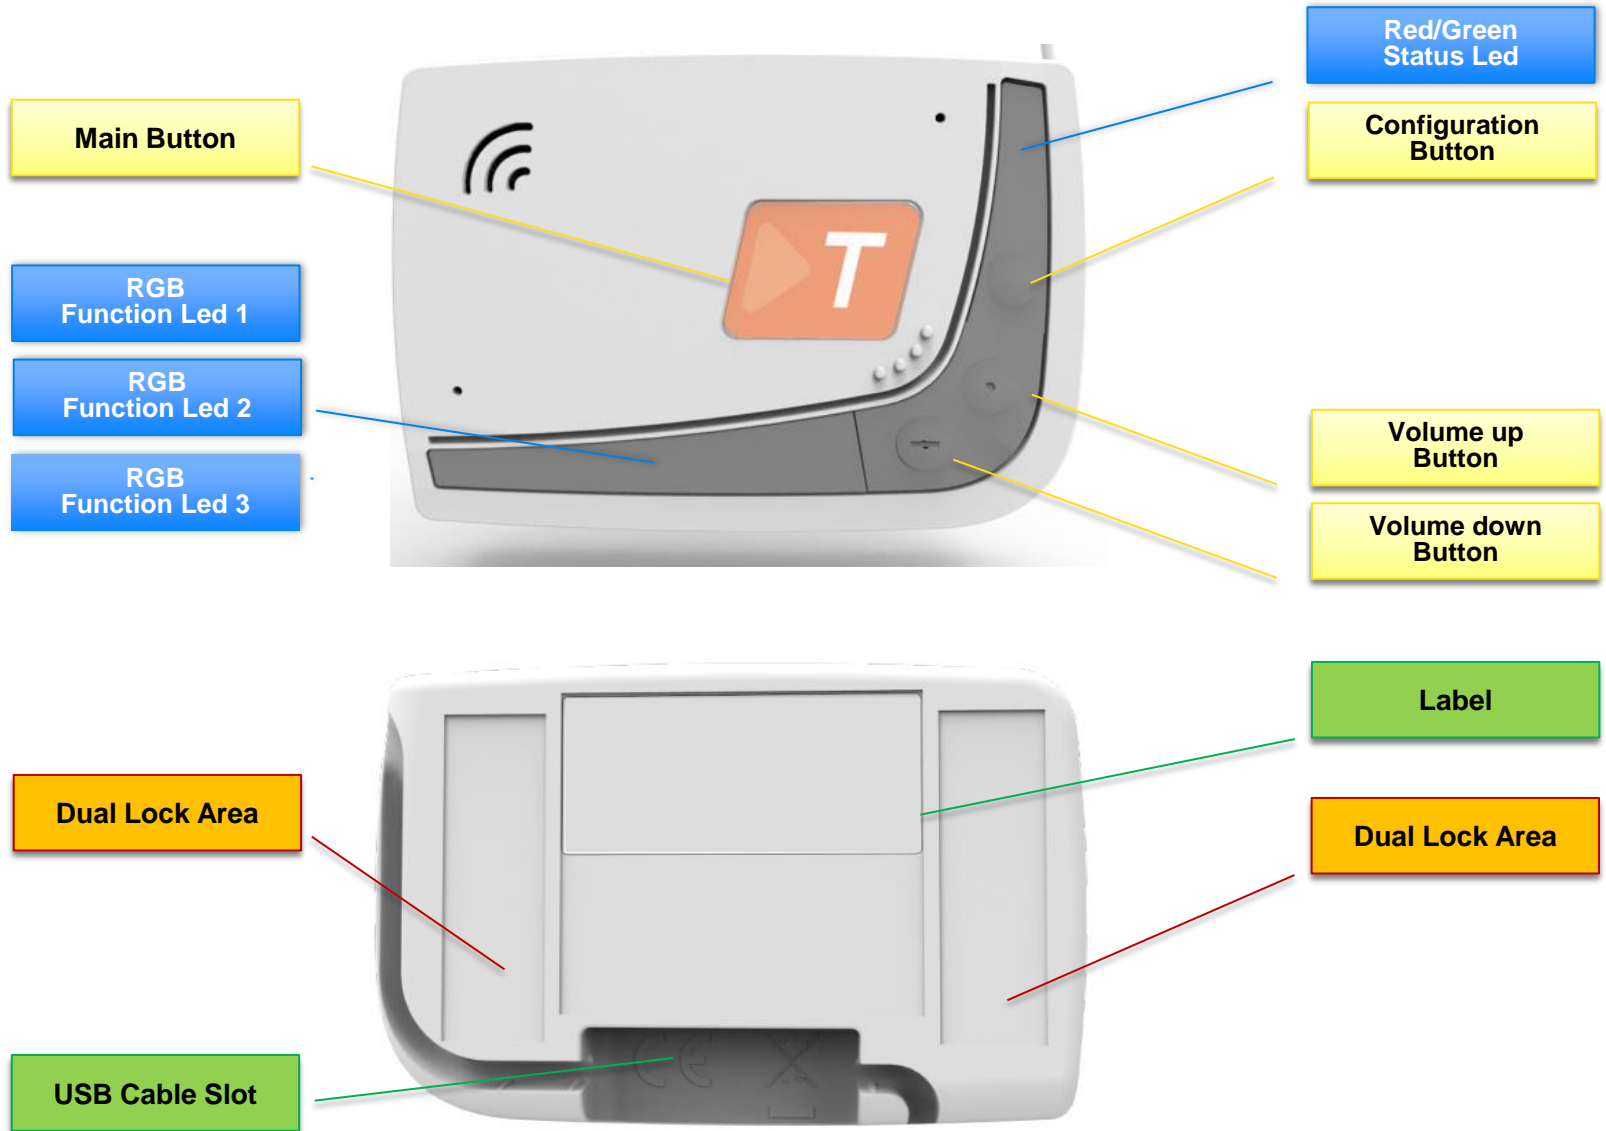 Red/Green
Status Led
Main Button
Configuration
Button
T
RGB
Function Led 1
RGB
Function Led 2
RGB
Function Led 3
Volume up
Button
Volume down
Button
Label
Dual Lock Area
Dual Lock Area
CE
USB Cable Slot